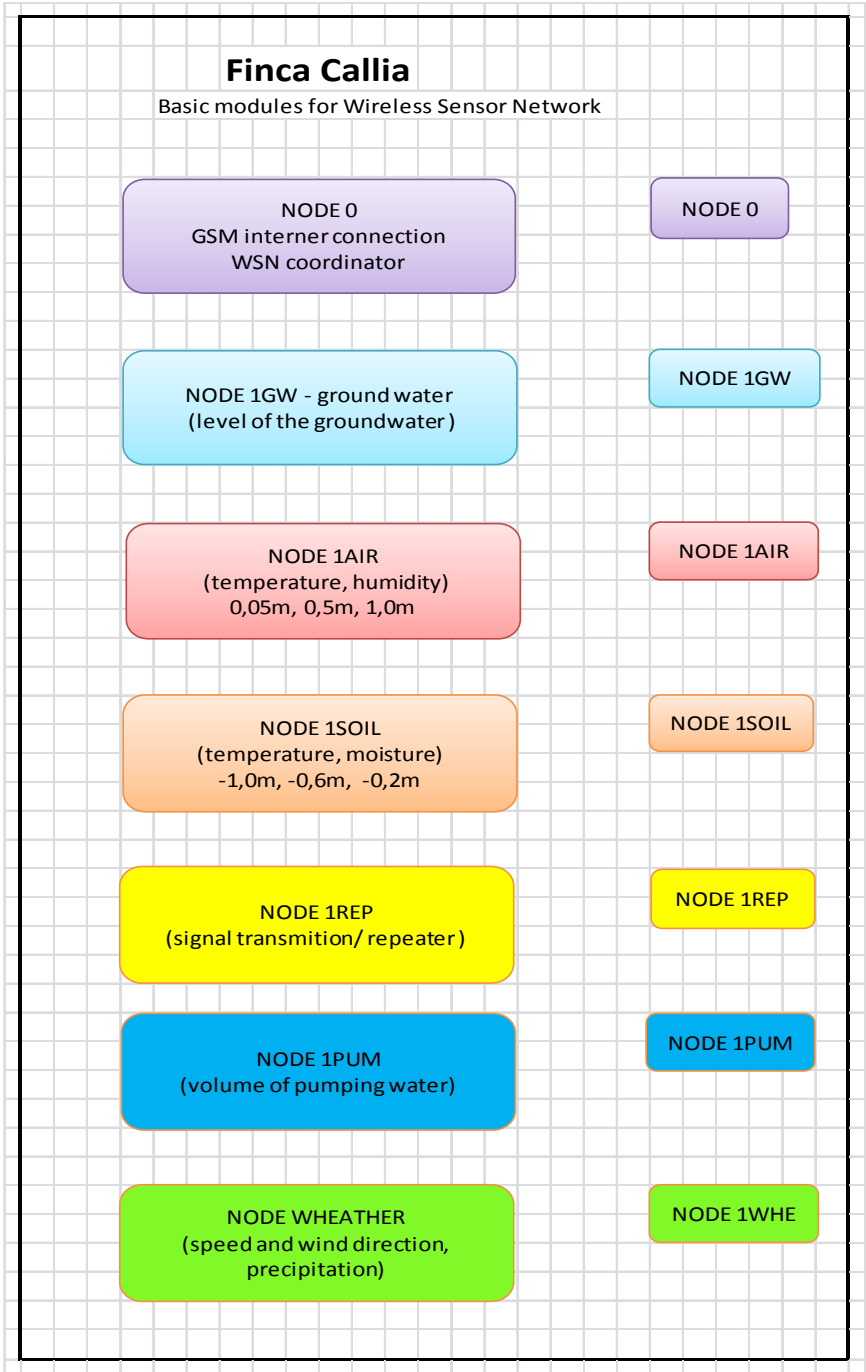 Finca Callia
Basic modules for Wireless Sensor Network
NODE 0
GSM interner connection
WSN coordinator
NODE 0
NODE 1GW - ground water
(level of the groundwater)
NODE 1GW
NODE 1AIR
(temperature, humidity)
0,05m, 0,5m, 1,0m
NODE 1AIR
NODE 1SOIL
(temperature, moisture)
-1,0m, -0,6m, -0,2m
NODE 1SOIL
NODE 1REP
(signal transmition/ repeater)
NODE 1REP
NODE 1PUM
(volume of pumping water)
NODE 1PUM
NODE WHEATHER
(speed and wind direction,
precipitation)
NODE 1WHE